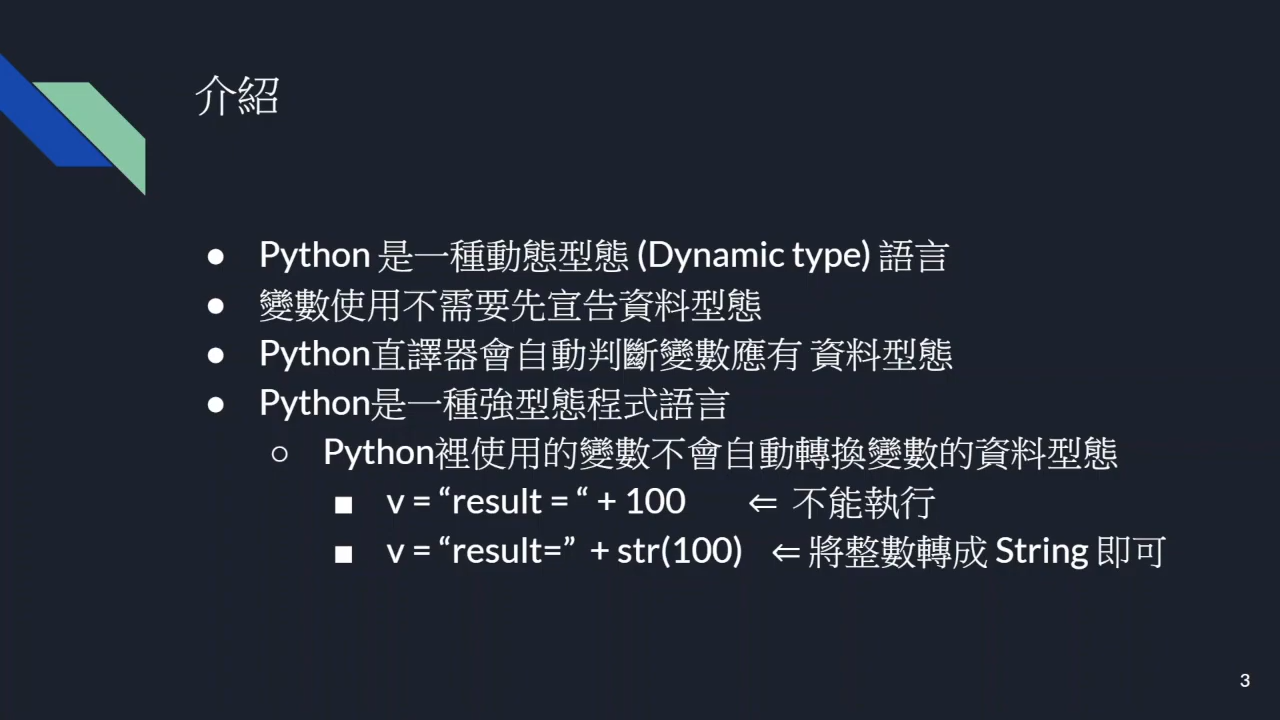 介紹
● Python 是一種動態型態 (Dynamic type) 語言
● 變數使用不需要先宣告資料型態
● Python直譯器會自動判斷變數應有 資料型態
● Python是一種強型態程式語言
○ Python裡使用的變數不會自動轉換變數的資料型態
■ v = “result = “ + 100 ⇐ 不能執行
■ v = “result=” + str(100) ⇐ 將整數轉成 String 即可
3